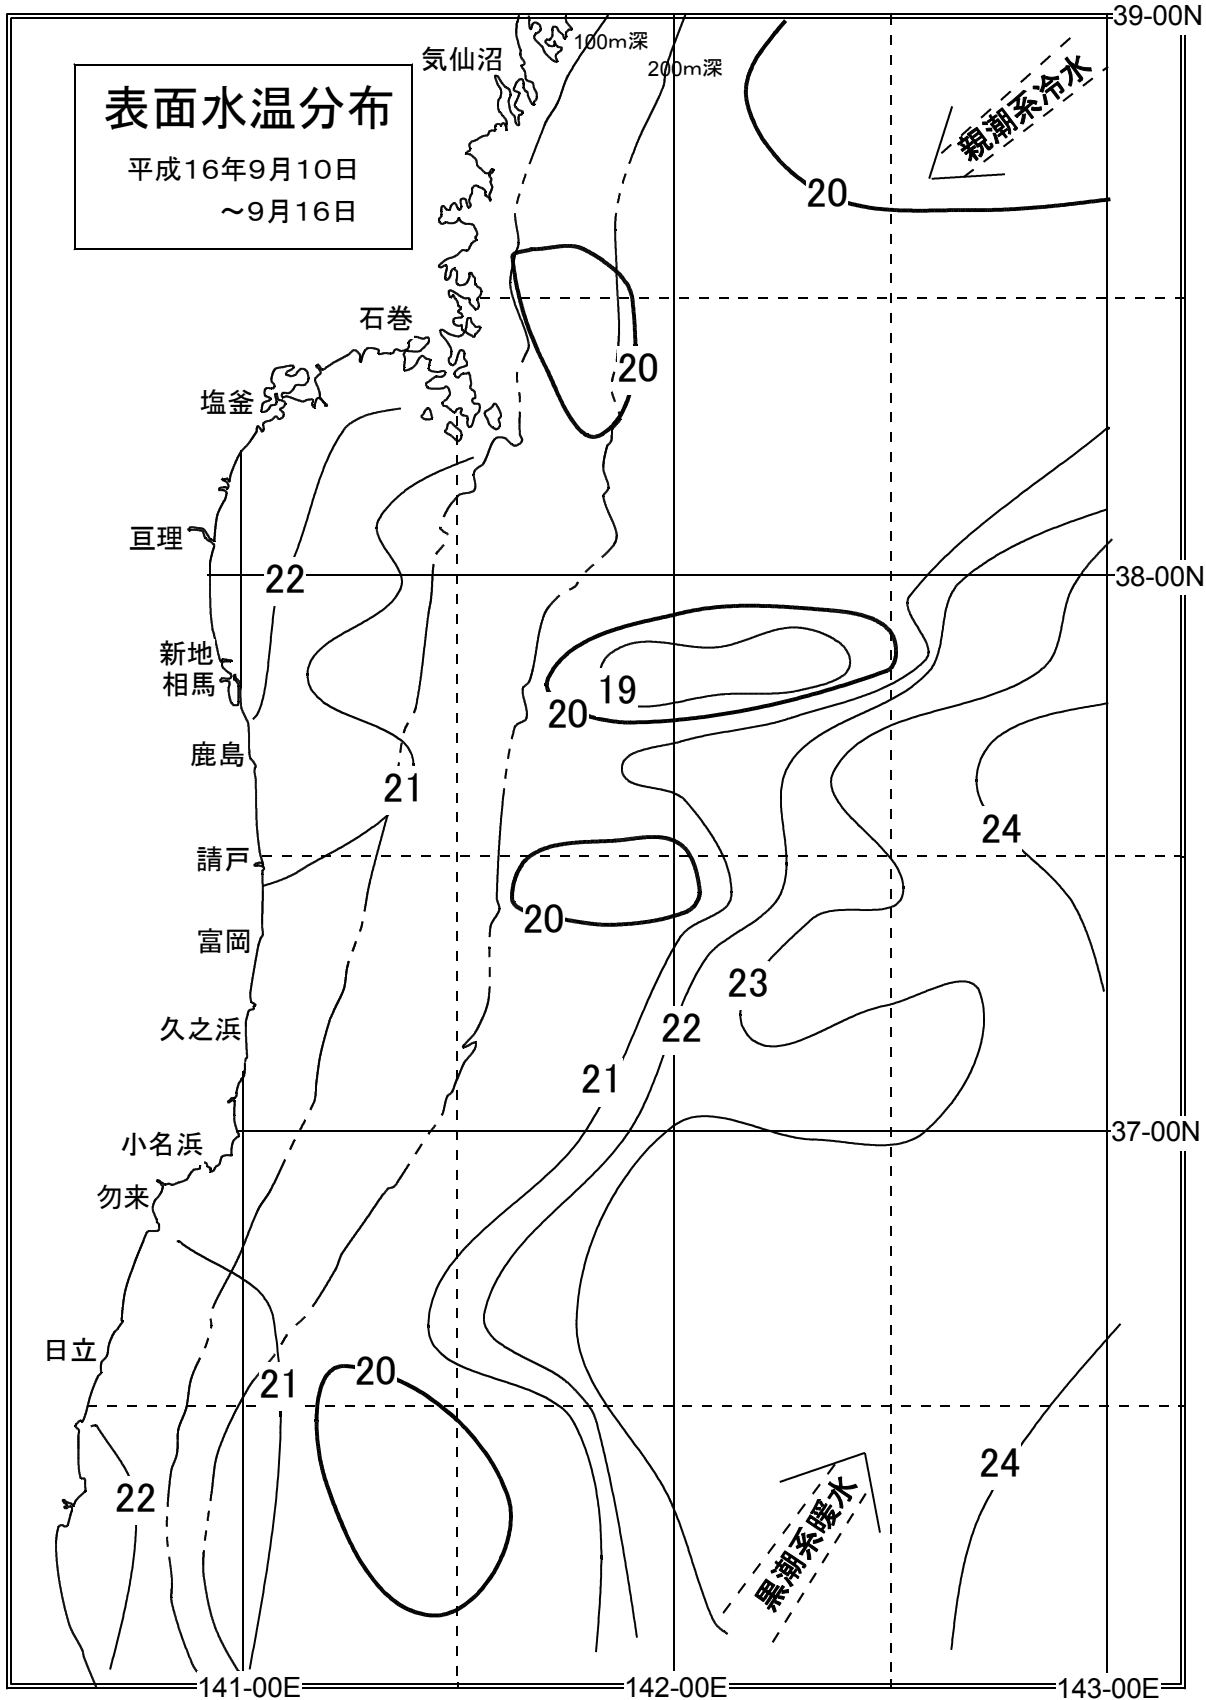 39-00N
100m深
気仙沼
200m深
表面水温分布
平成16年9月10日
～9月16日
親潮系冷水
20
石巻
20
塩釜
亘理
22
38-00N
新地
相馬
19
20
鹿島
21
24
請戸
20
富岡
23
久之浜
22
21
小名浜
37-00N
勿来
日立
20
21
24
22
黒潮系暖水
141-00E
142-00E
143-00E